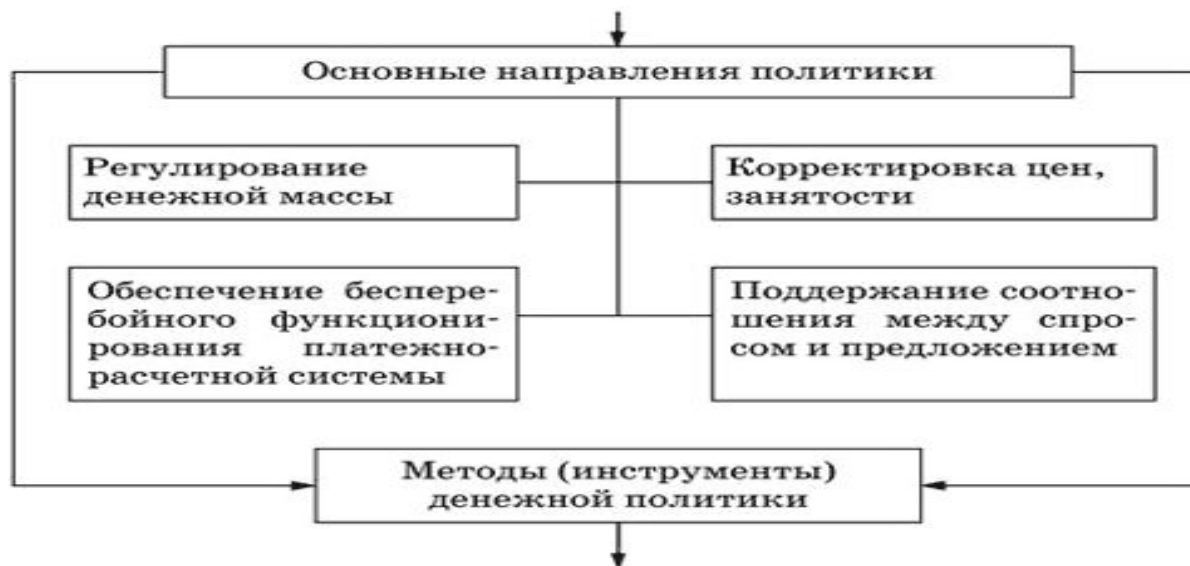 Основные направления политики
Регулирование
денежной массы
Корректировка цен,
занятости
Обеспечение беспере-
бойного функциони-
рования платежно-
расчетной системы
Поддержание соотно-
шения между спро-
сом и предложением
Методы (инструменты)
денежной политики